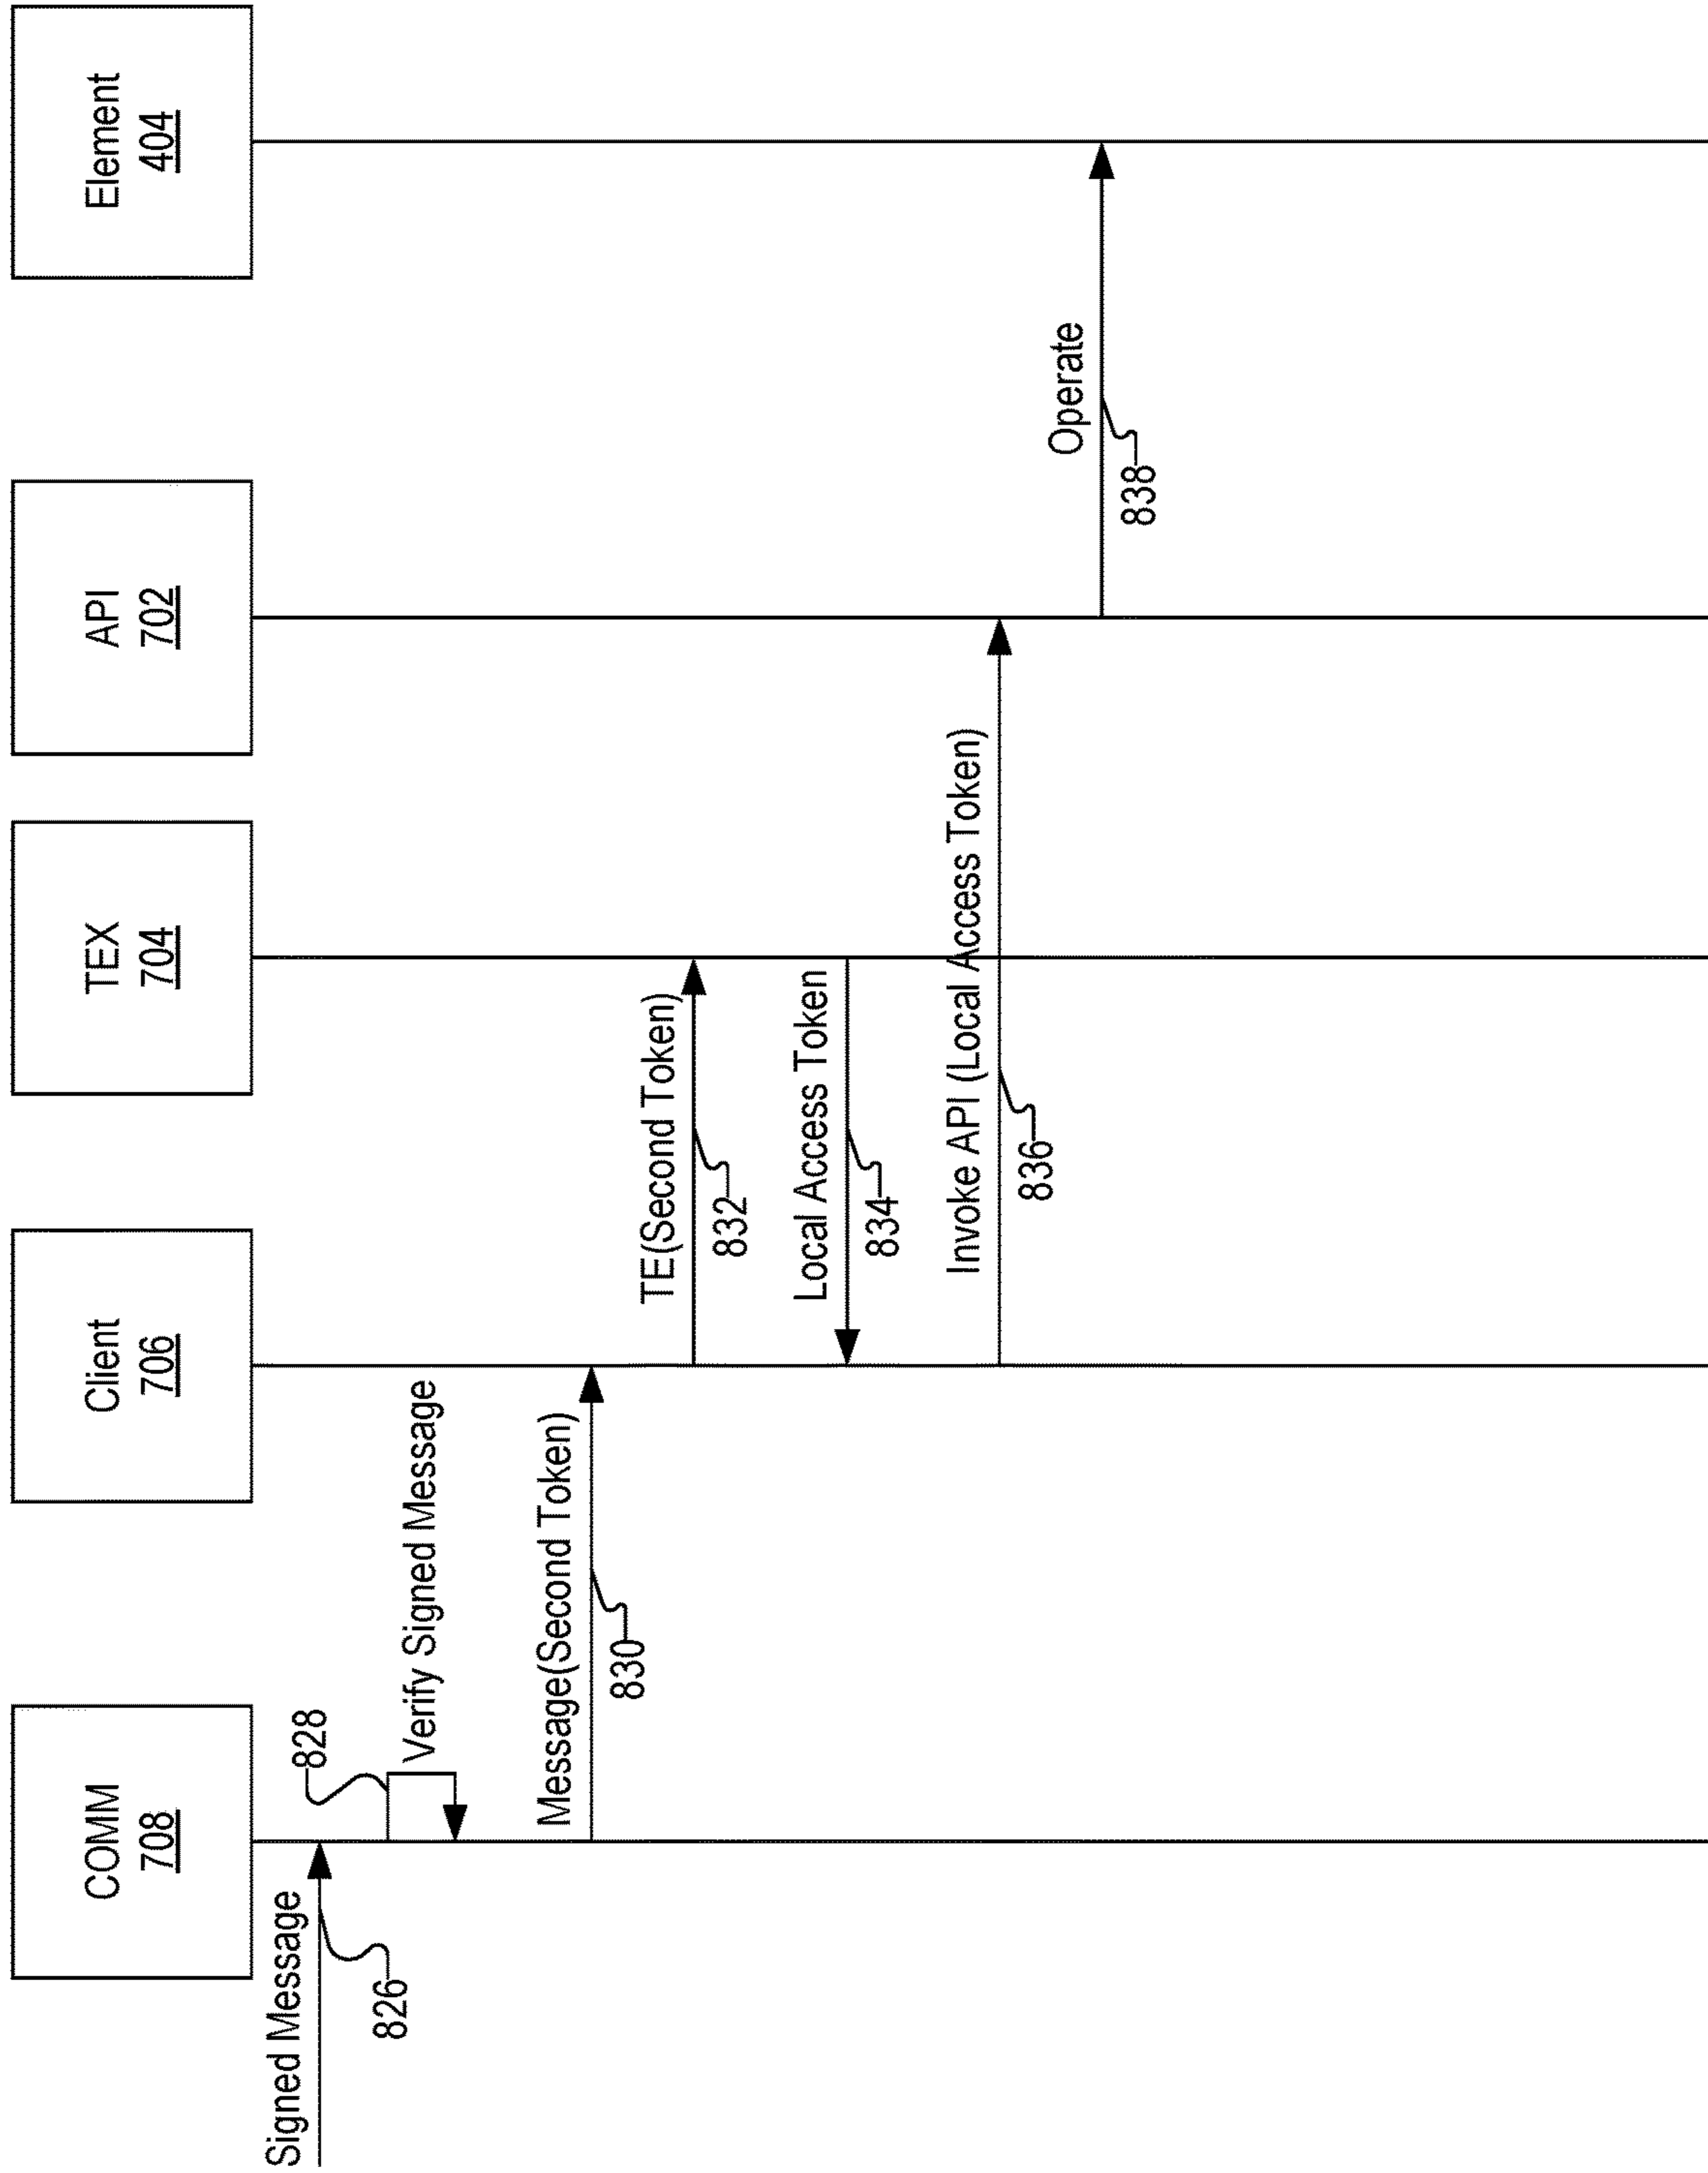 COMM
708
Client
706
TEX
704
API
702
Element
404
Signed Message
826
828
Verify Signed Message
Message(Second Token)
830
TE(Second Token)
832
Local Access Token
834
Invoke API (Local Access Token)
836
Operate
838